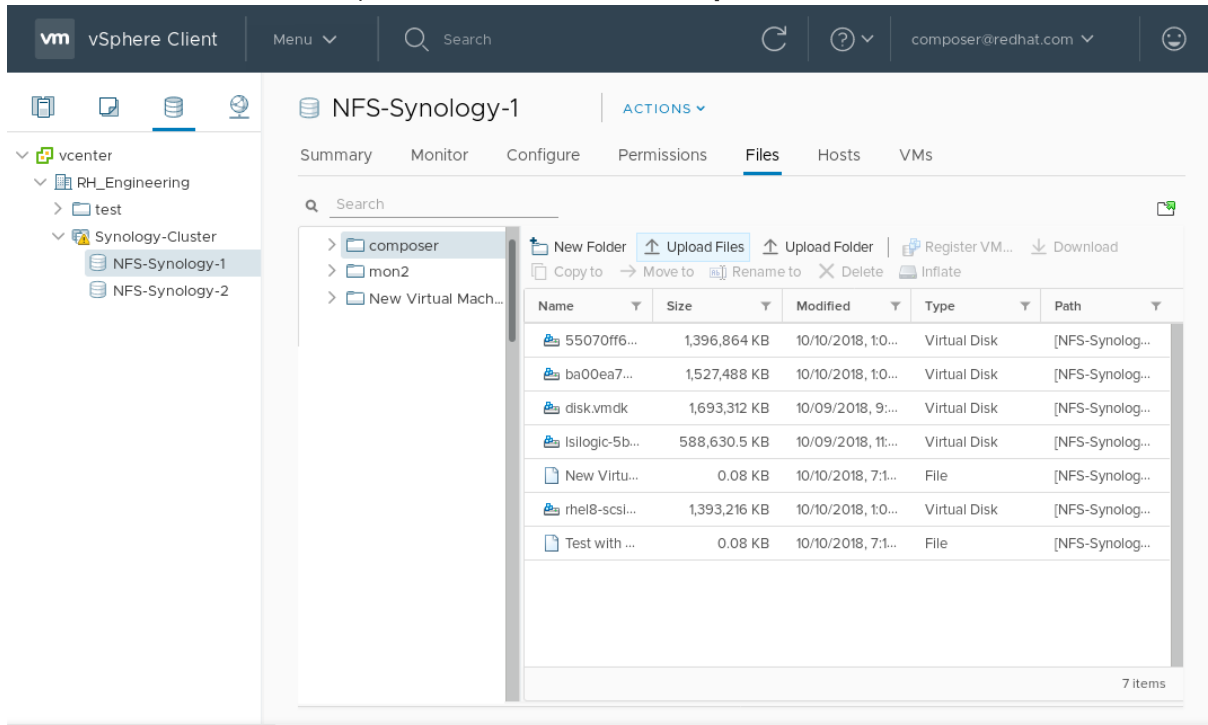 vm vSphere Client Menu Search composer@redhat.com
NFS-Synology-1 ACTIONS
vcenter
RH_Engineering
test
Synology-Cluster
NFS-Synology-1
NFS-Synology-2
Summary Monitor Configure Permissions Files Hosts VMs
Search
composer
mon2
New Virtual Mach...
New Folder Upload Files Upload Folder Register VM... Download
Copy to Move to Rename to Delete Inflate
Name Size Modified Type Path
55070ff6... 1,396,864 KB 10/10/2018, 1:0... Virtual Disk [NFS-Synolog...
ba00ea7... 1,527,488 KB 10/10/2018, 1:0... Virtual Disk [NFS-Synolog...
disk.vmdk 1,693,312 KB 10/09/2018, 9:... Virtual Disk [NFS-Synolog...
lsilogic-5b... 588,630.5 KB 10/09/2018, 11:... Virtual Disk [NFS-Synolog...
New Virtu... 0.08 KB 10/10/2018, 7:1... File [NFS-Synolog...
rhel8-scsi... 1,393,216 KB 10/10/2018, 1:0... Virtual Disk [NFS-Synolog...
Test with ... 0.08 KB 10/10/2018, 7:1... File [NFS-Synolog...
7 items